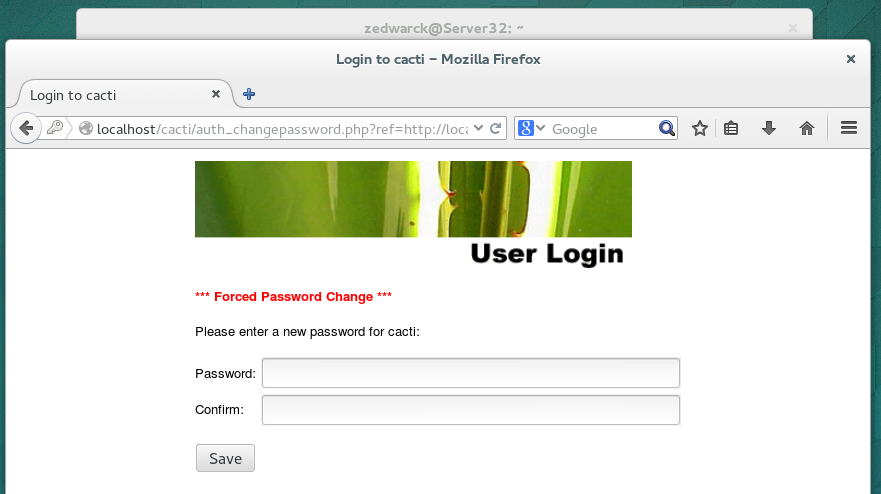 zedwarck@Server32: ~
Login to cacti – Mozilla Firefox
Login to cacti
localhost/cacti/auth_changepassword.php?ref=http://loca
8 Google
User Login
*** Forced Password Change ***
Please enter a new password for cacti:
Password:
Confirm:
Save